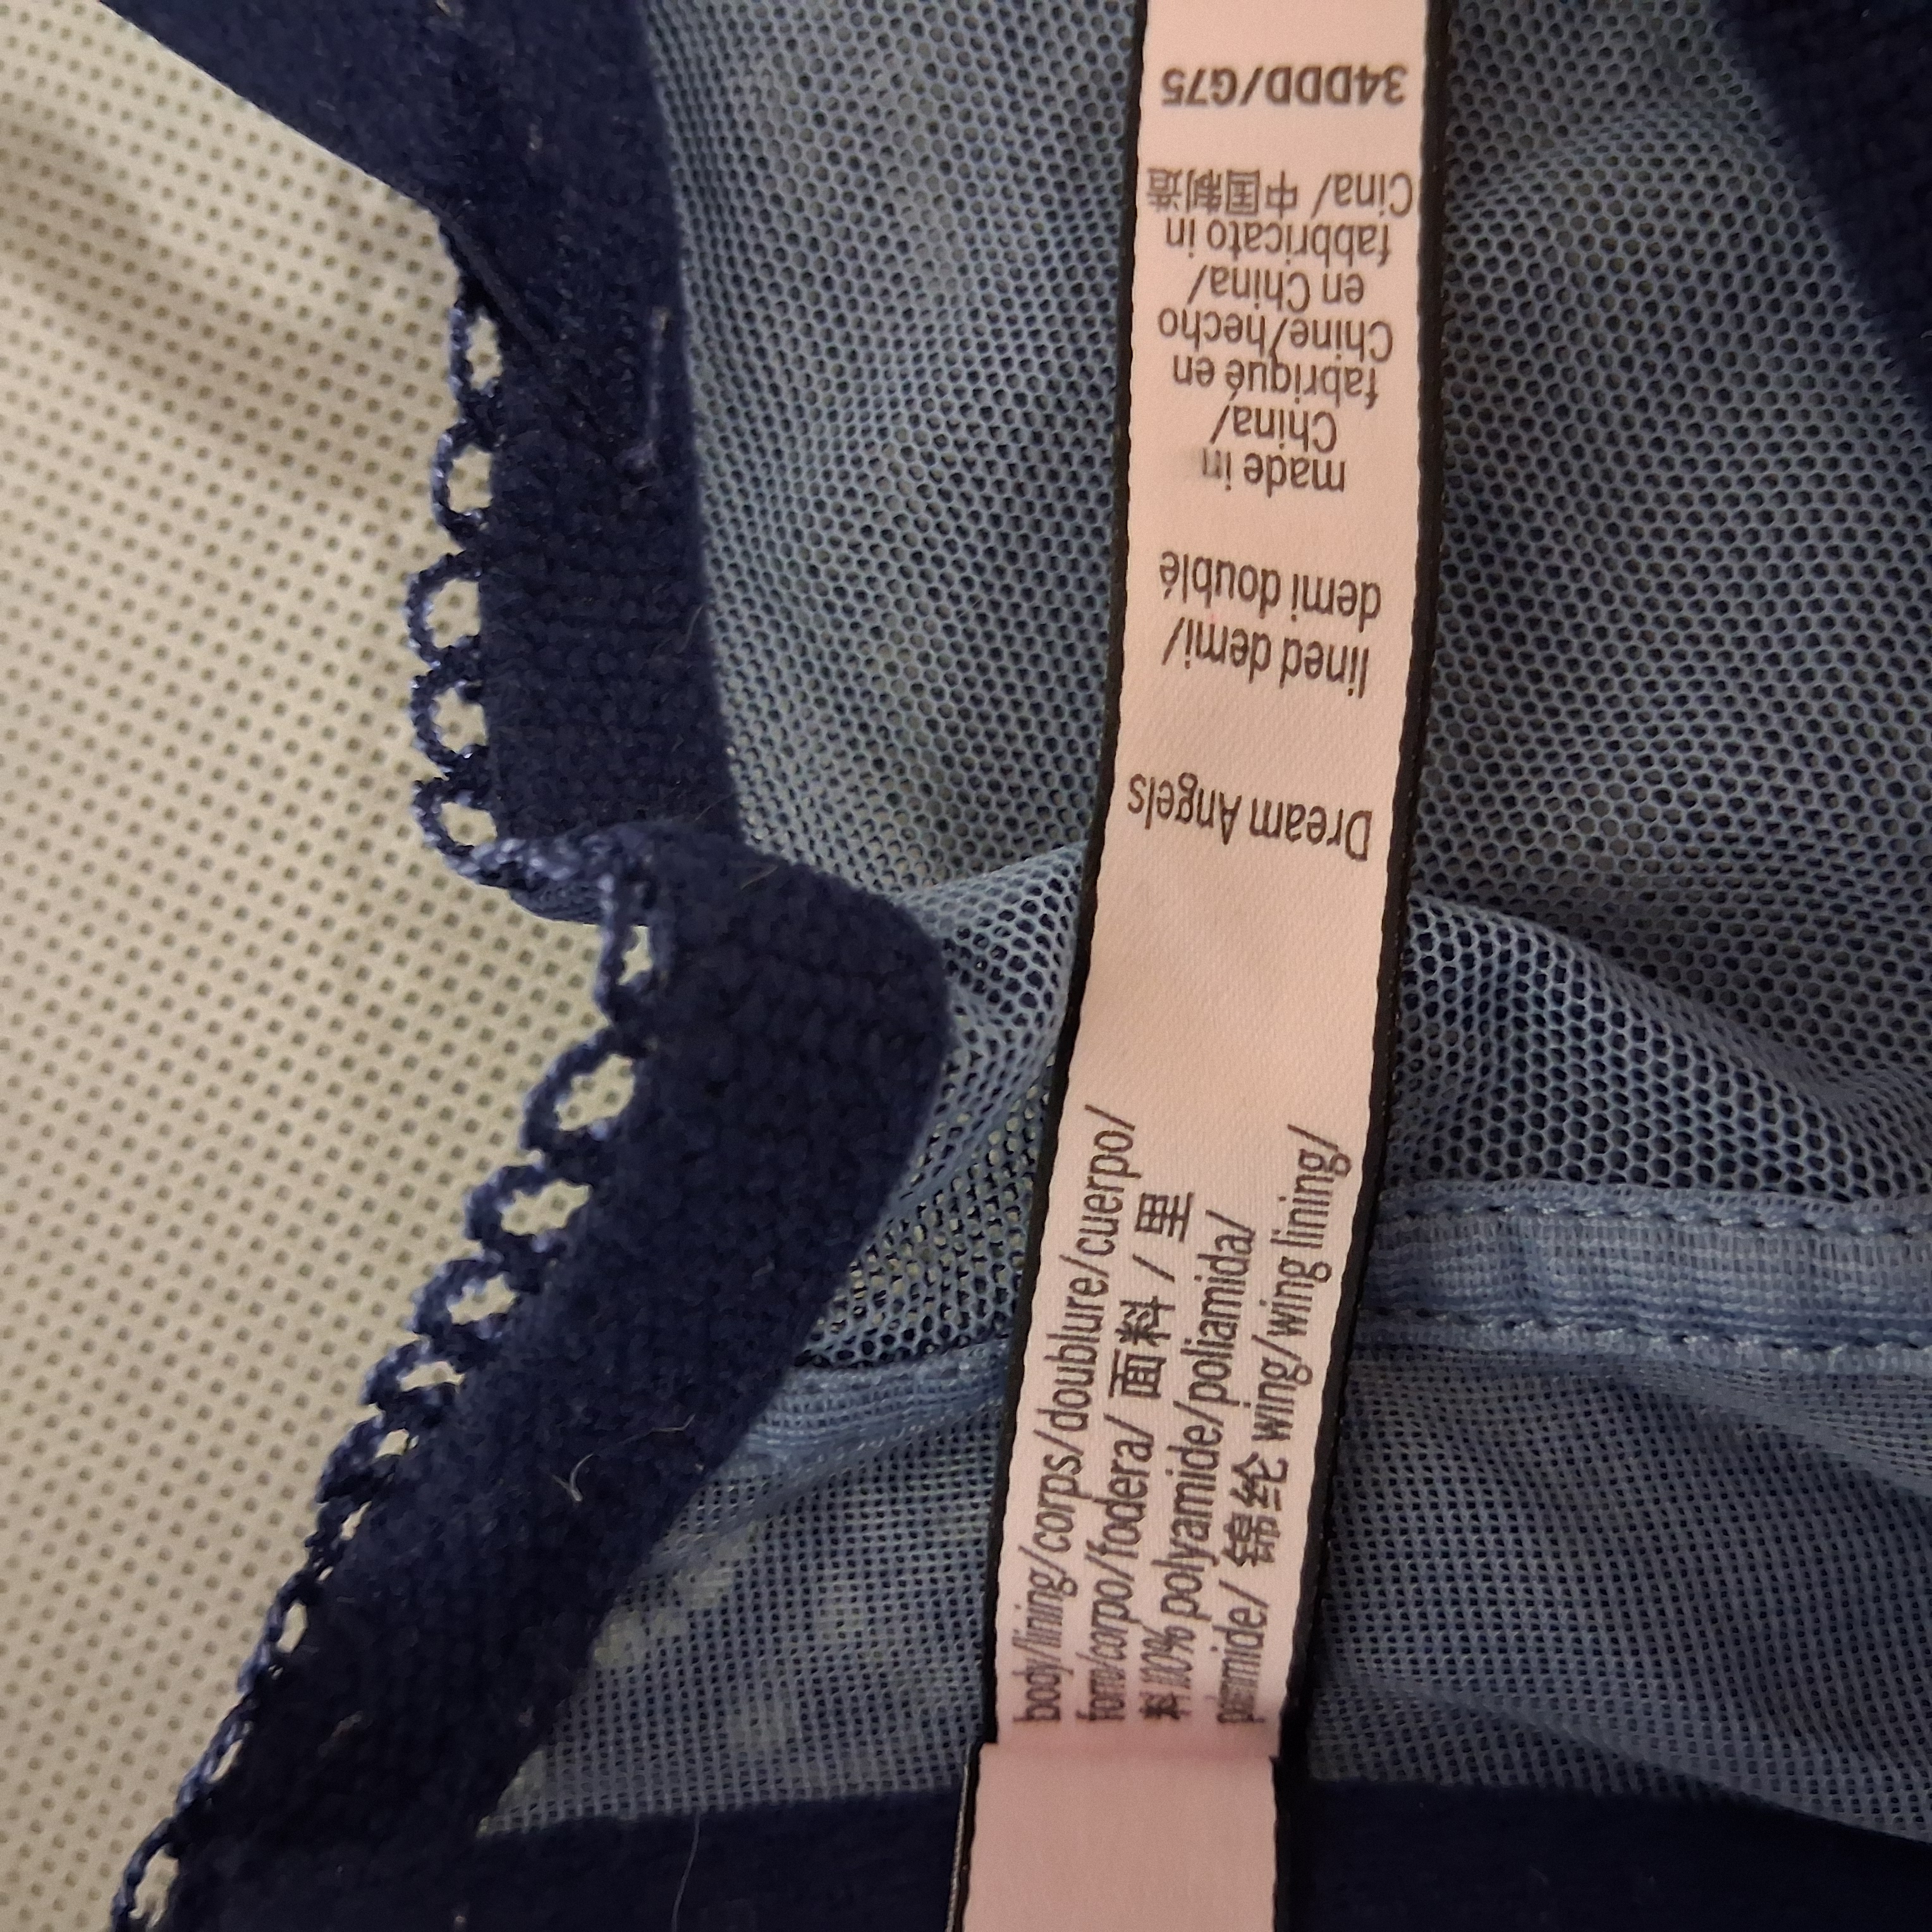 34DDD/G75
made in
China/
fabriqué en
Chine/hecho
en China/
fabbricato in
Cina/ 中国制造
lined demi/
demi doublé
Dream Angels
body/lining/corps/doublure/cuerpo/
forro/corpo/fodera/ 面料 / 里
料 100% polyamide/poliamida/
poliammide/ 锦纶 wing/wing lining/